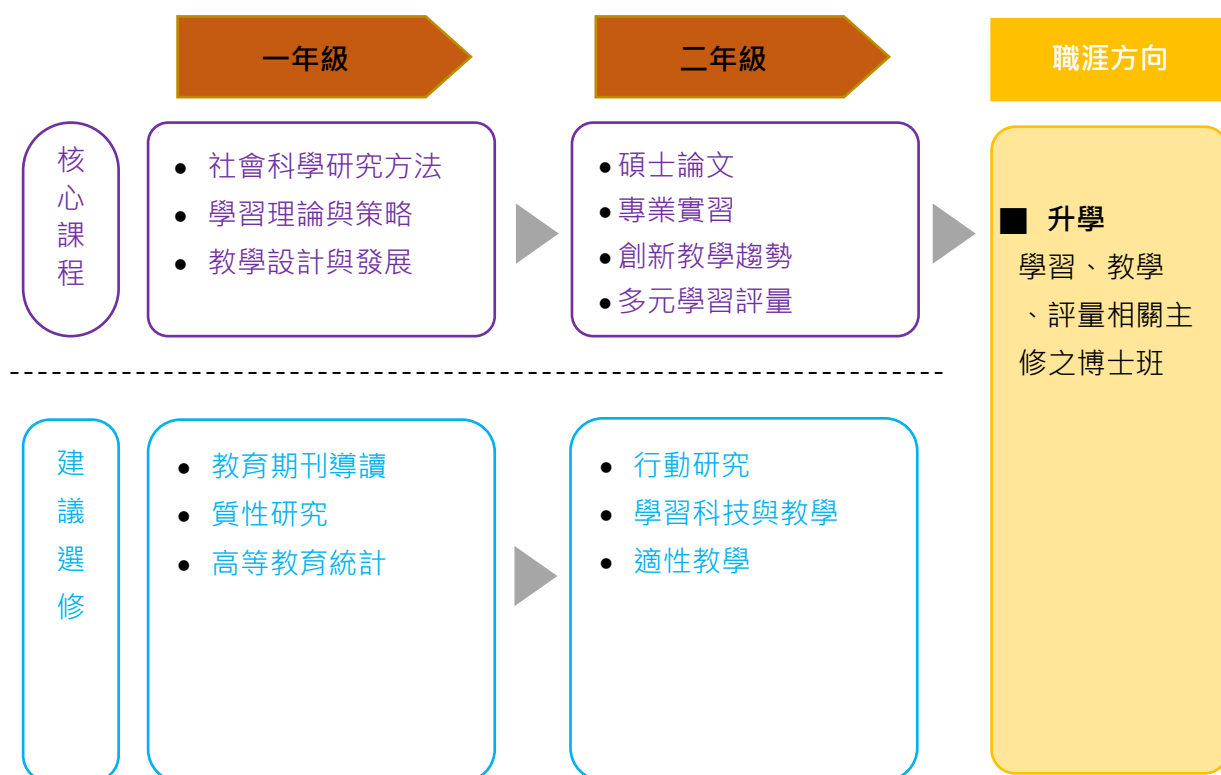 一年級
二年級
職涯方向
核
心
課
程
● 社會科學研究方法
● 學習理論與策略
● 教學設計與發展
● 碩士論文
● 專業實習
● 創新教學趨勢
● 多元學習評量
■ 升學
學習、教學
、評量相關主
修之博士班
建
議
選
修
● 教育期刊導讀
● 質性研究
● 高等教育統計
● 行動研究
● 學習科技與教學
● 適性教學